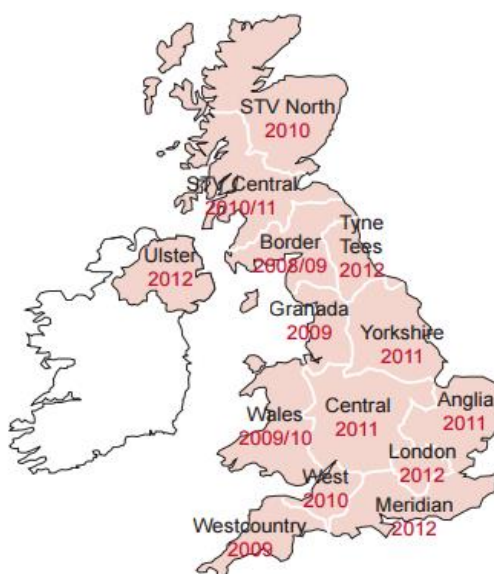 STV North
2010
STV Central
2010/11
Tyne
Tees
2012
Border
2008/09
Ulster
2012
Granada
2009
Yorkshire
2011
Wales
2009/10
Central
2011
Anglia
2011
London
2012
West
2010
Meridian
2012
Westcountry
2009